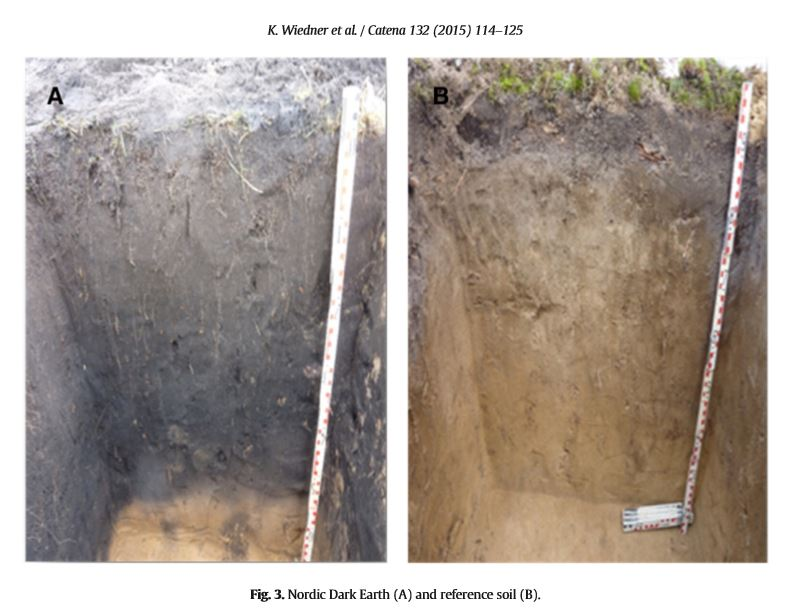 K. Wiedner et al. / Catena 132 (2015) 114–125
A
B
Fig. 3. Nordic Dark Earth (A) and reference soil (B).